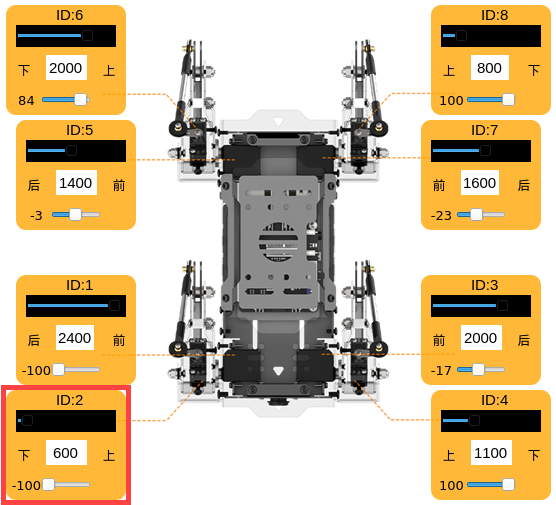 ID:6
下 2000 上
84
ID:8
上 800 下
100
ID:5
后 1400 前
-3
ID:7
前 1600 后
-23
ID:1
后 2400 前
-100
ID:3
前 2000 后
-17
ID:2
下 600 上
-100
ID:4
上 1100 下
100